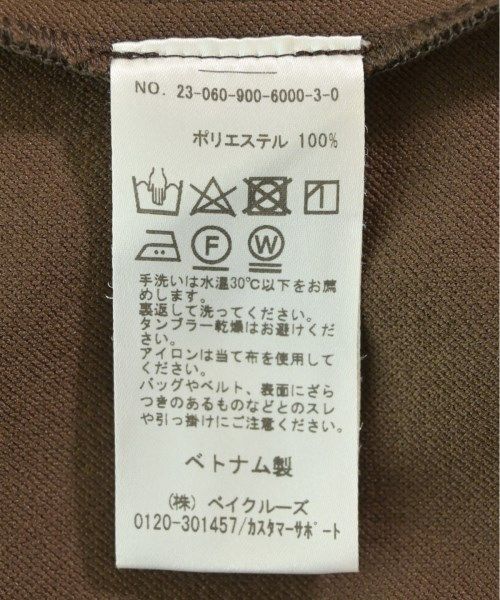 NO. 23-060-900-6000-3-0
ポリエステル 100%
F W
手洗いは水温30℃以下をお薦
めします。
裏返して洗ってください。
タンブラー乾燥はお避けくだ
さい。
アイロンは当て布を使用して
ください。
バッグやベルト、表面にざら
つきのあるものなどとのスレ
や引っ掛けにご注意ください。
ベトナム製
(株) ベイクルーズ
0120-301457/カスタマーサポート